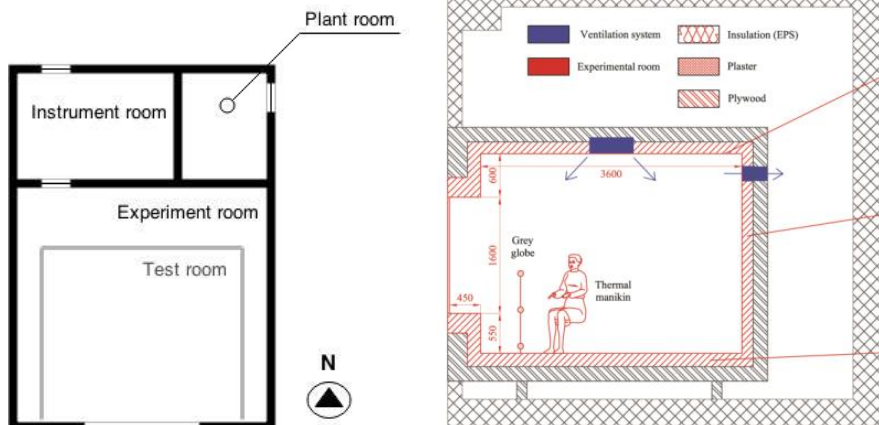 Plant room
Instrument room
Experiment room
Test room
N
Ventilation system
Insulation (EPS)
Experimental room
Plaster
Plywood
600
3600
1600
Grey
globe
Thermal
manikin
450
550